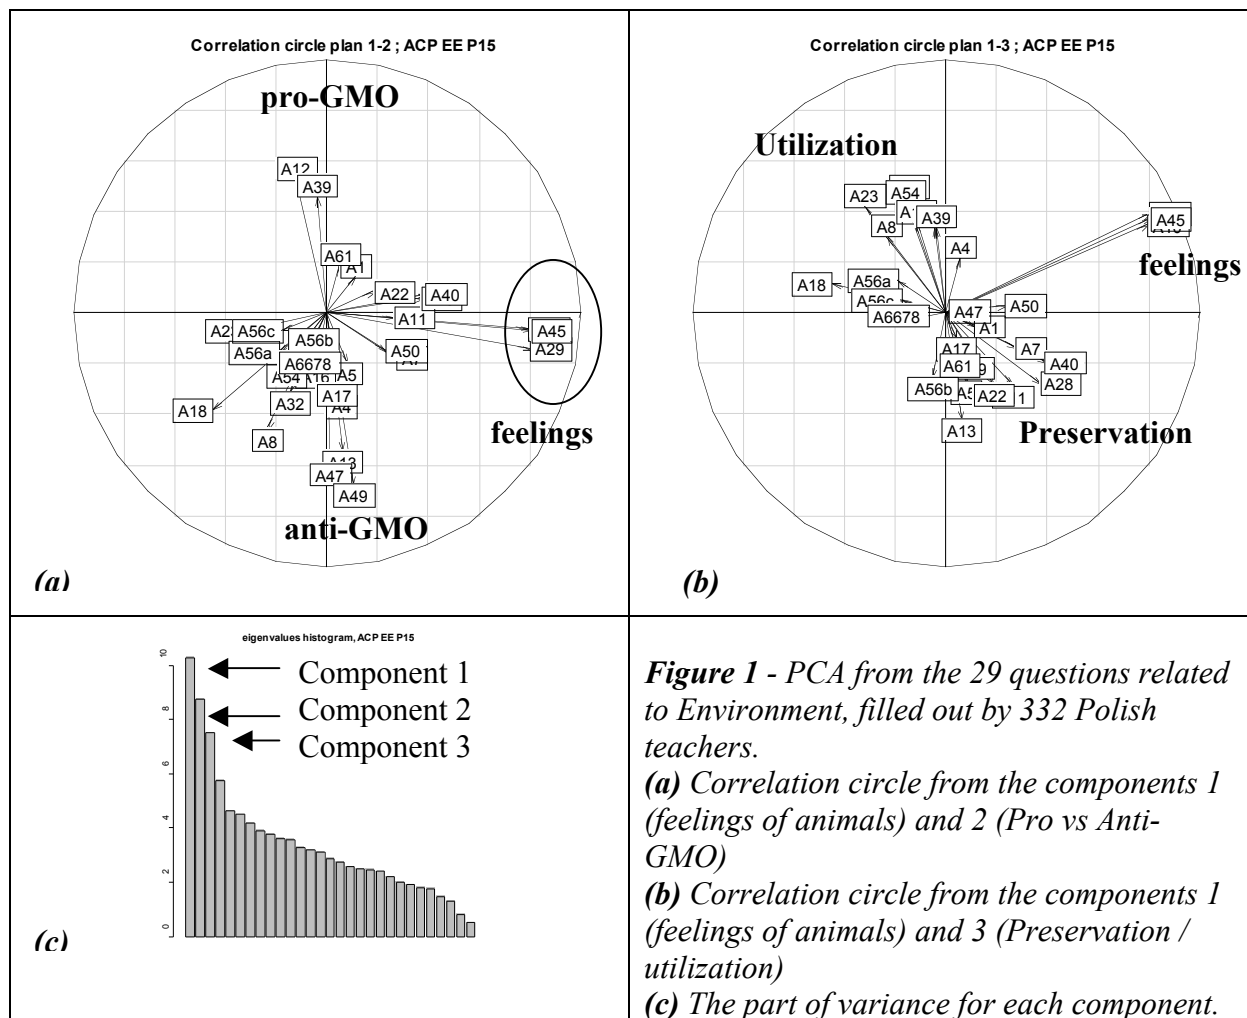 Correlation circle plan 1-2 ; ACP EE P15
pro-GMO
A12
A39
A61
A1
A22
A40
A11
A45
A29
A56c
A56b
A56a
A50
A6678
A54
A16
A5
A17
A32
A4
A18
A8
feelings
A13
A47
A49
anti-GMO
(a)
Correlation circle plan 1-3 ; ACP EE P15
Utilization
A54
A23
A39
A8
A45
A4
feelings
A56a
A18
A56c
A47
A50
A6678
A1
A17
A7
A61
A40
A28
A56b
A22
A13
Preservation
(b)
eigenvalues histogram, ACP EE P15
10
8
6
4
2
0
Component 1
Component 2
Component 3
(c)
Figure 1 - PCA from the 29 questions related
to Environment, filled out by 332 Polish
teachers.
(a) Correlation circle from the components 1
(feelings of animals) and 2 (Pro vs Anti-
GMO)
(b) Correlation circle from the components 1
(feelings of animals) and 3 (Preservation /
utilization)
(c) The part of variance for each component.